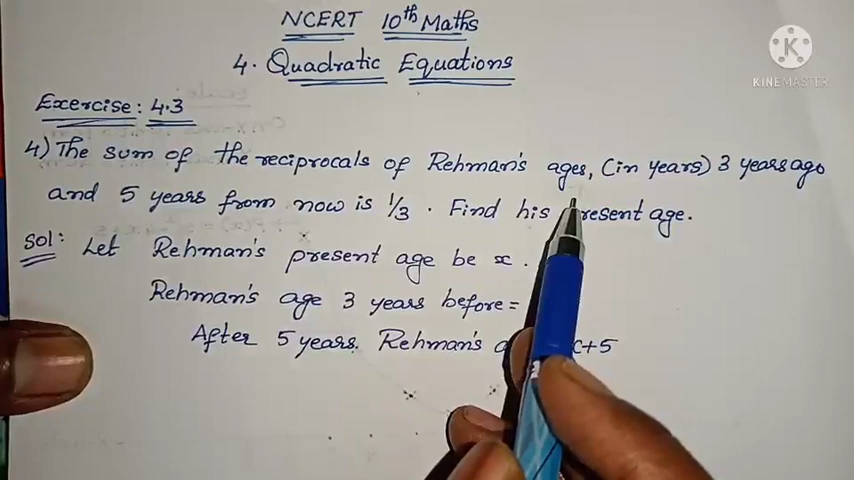 NCERT 10th Maths
4. Quadratic Equations
KINEMASTER
Exercise: 4.3
4) The sum of the reciprocals of Rehman's ages, (in years) 3 years ago
and 5 years from now is 1/3. Find his present age.
Sol: Let Rehman's present age be x.
Rehman's age 3 years before=
After 5 years. Rehman's +5